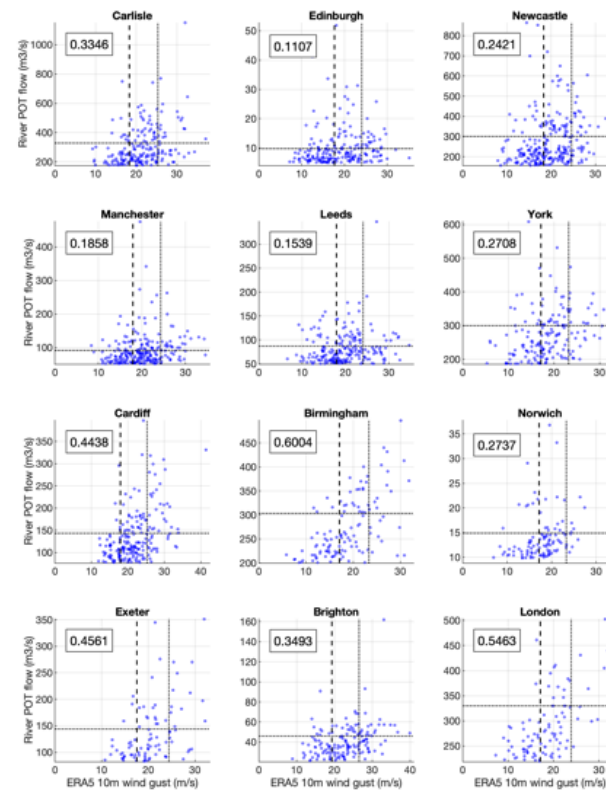 Carlisle Edinburgh Newcastle
River POT flow (m3/s)
1000 800 600 400 200
0.3346
0 10 20 30
50 40 30 20 10
0.1107
0 10 20 30
800 700 600 500 400 300 200
0.2421
0 10 20 30
Manchester Leeds York
River POT flow (m3/s)
400 300 200 100
0.1858
0 10 20 30
300 250 200 150 100 50
0.1539
0 10 20 30
600 500 400 300 200
0.2708
0 10 20 30
Cardiff Birmingham Norwich
River POT flow (m3/s)
350 300 250 200 150 100
0.4438
0 10 20 30 40
450 400 350 300 250 200
0.6004
0 10 20 30
35 30 25 20 15 10
0.2737
0 10 20 30
Exeter Brighton London
River POT flow (m3/s)
350 300 250 200 150 100
0.4561
0 10 20 30
160 140 120 100 80 60 40
0.3493
0 10 20 30 40
500 450 400 350 300 250
0.5463
0 10 20 30
ERA5 10m wind gust (m/s) ERA5 10m wind gust (m/s) ERA5 10m wind gust (m/s)